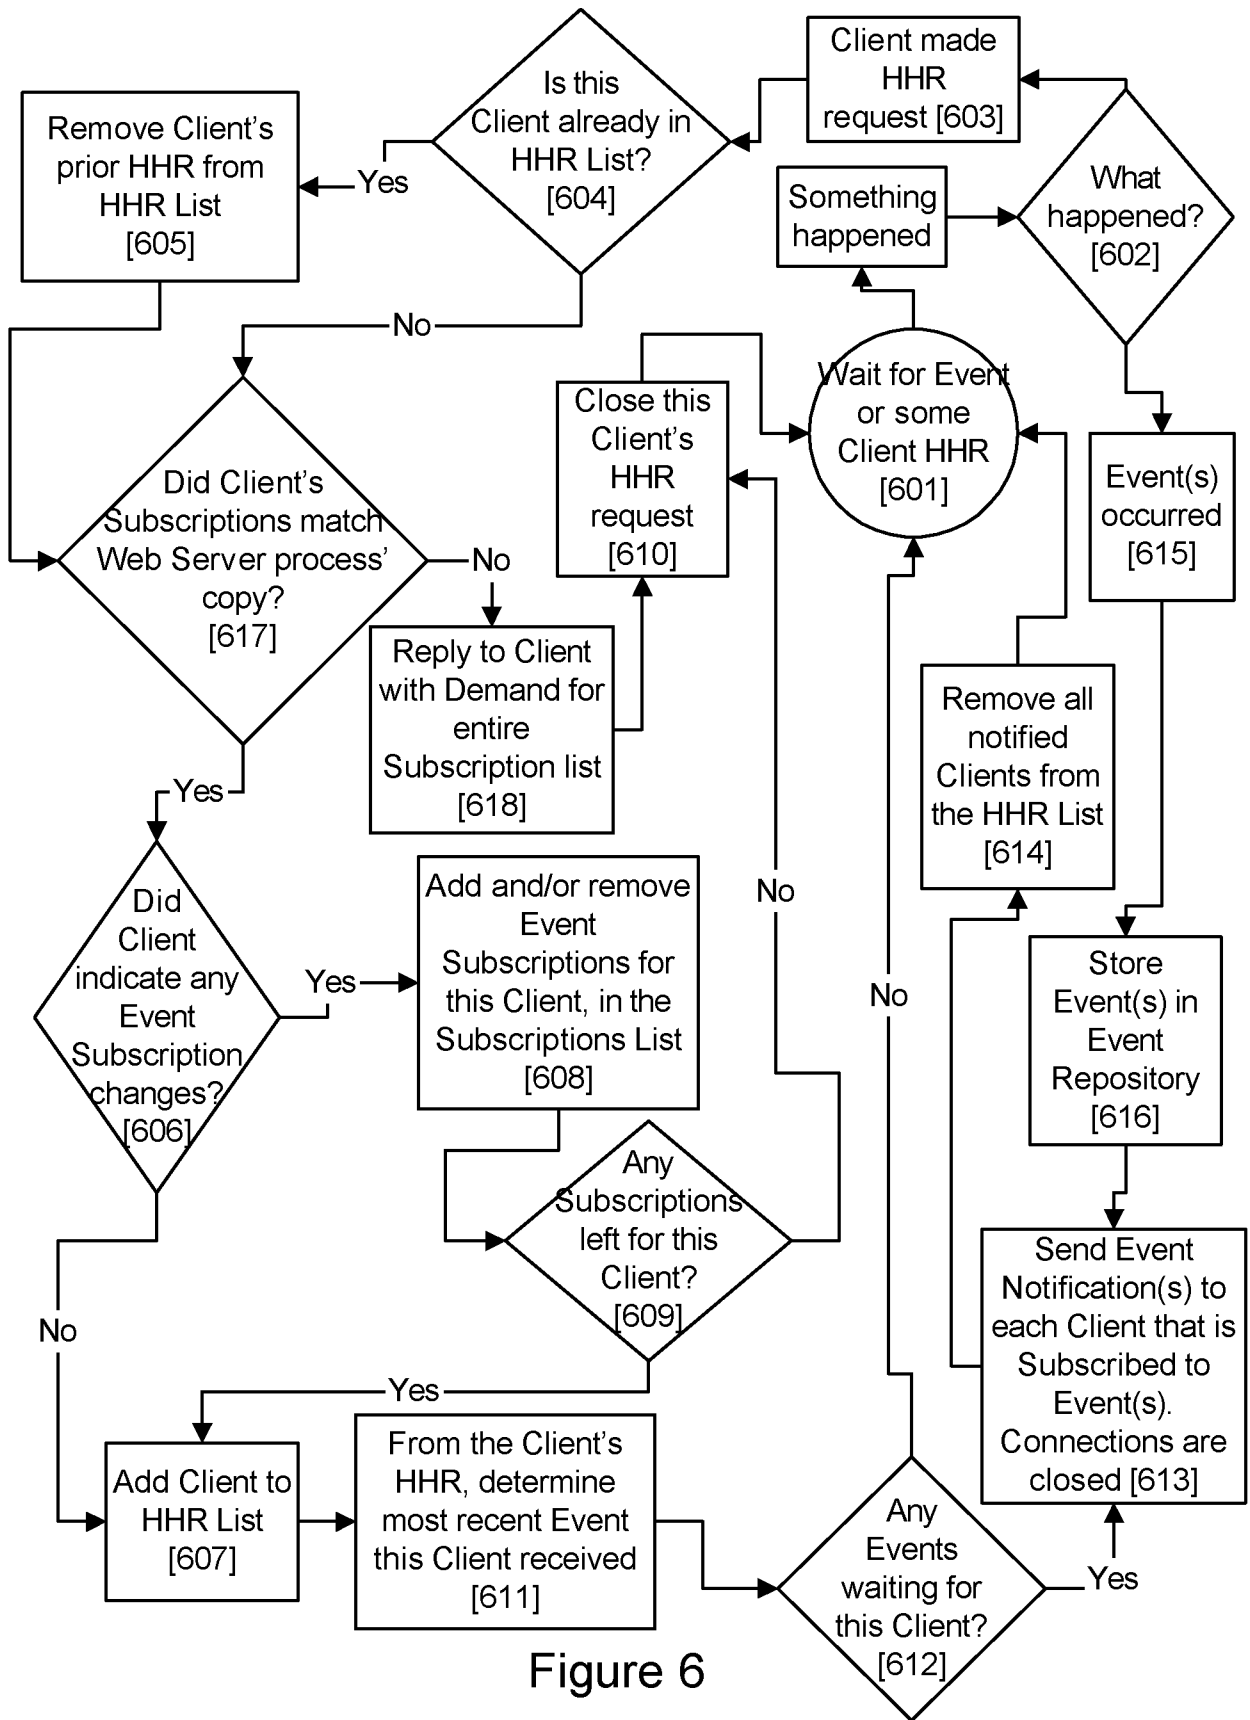 Client made
HHR
request [603]
Is this
Client already in
HHR List?
[604]
Remove Client's
prior HHR from
HHR List
[605]
Yes
What
happened?
[602]
Something
happened
No
Wait for Event
or some
Client HHR
[601]
Close this
Client's
HHR
request
[610]
Event(s)
occurred
[615]
Did Client's
Subscriptions match
Web Server process'
copy?
[617]
No
Reply to Client
with Demand for
entire
Subscription list
[618]
Remove all
notified
Clients from
the HHR List
[614]
Yes
Did
Client
indicate any
Event
Subscription
changes?
[606]
Yes
Add and/or remove
Event
Subscriptions for
this Client, in the
Subscriptions List
[608]
No
No
Store
Event(s) in
Event
Repository
[616]
Any
Subscriptions
left for this
Client?
[609]
Send Event
Notification(s) to
each Client that is
Subscribed to
Event(s).
Connections are
closed [613]
No
Yes
Add Client to
HHR List
[607]
From the Client's
HHR, determine
most recent Event
this Client received
[611]
Any
Events
waiting for
this Client?
[612]
Yes
Figure 6